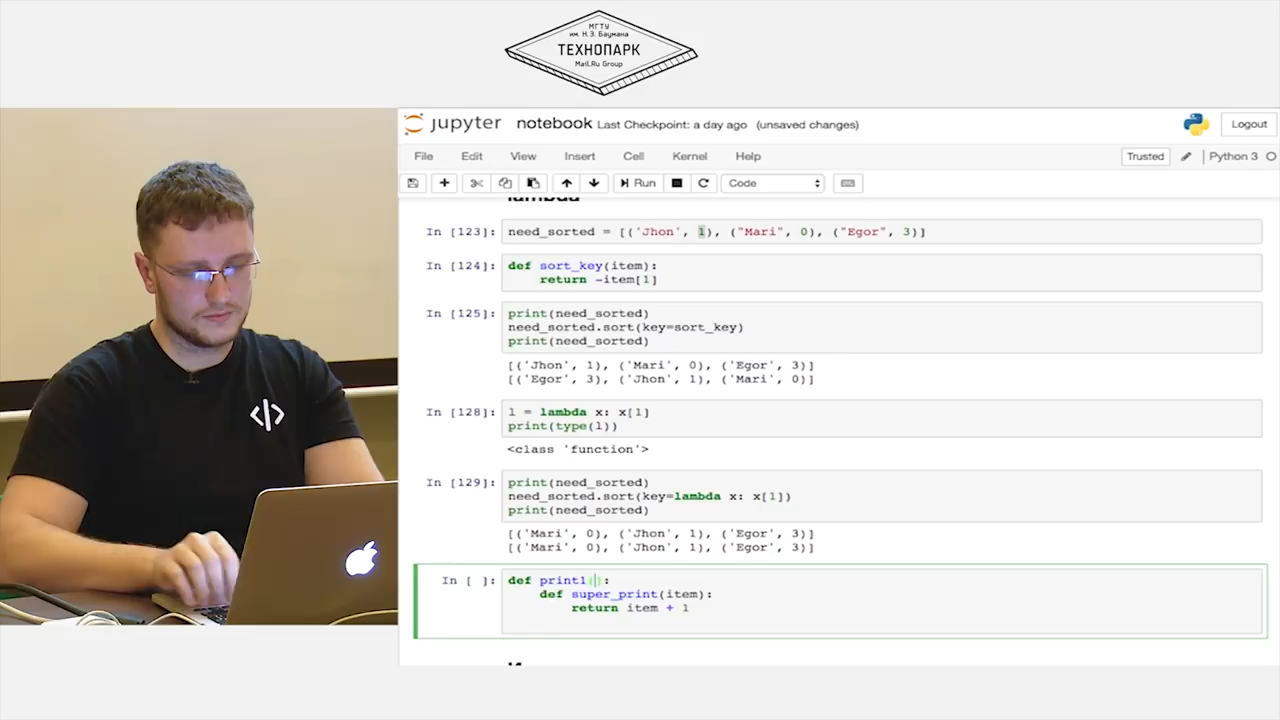 МГТУ
им. Н.Э. Баумана
ТЕХНОПАРК
Mail.Ru Group
jupyter notebook Last Checkpoint: a day ago (unsaved changes)
Logout
File Edit View Insert Cell Kernel Help
Trusted Python 3
Run Code
lambda
In [123]: need_sorted = [('Jhon', 1), ("Mari", 0), ("Egor", 3)]
In [124]: def sort_key(item):
return -item[1]
In [125]: print(need_sorted)
need_sorted.sort(key=sort_key)
print(need_sorted)
[('Jhon', 1), ('Mari', 0), ('Egor', 3)]
[('Egor', 3), ('Jhon', 1), ('Mari', 0)]
In [128]: l = lambda x: x[1]
print(type(l))
<class 'function'>
In [129]: print(need_sorted)
need_sorted.sort(key=lambda x: x[1])
print(need_sorted)
[('Mari', 0), ('Jhon', 1), ('Egor', 3)]
[('Mari', 0), ('Jhon', 1), ('Egor', 3)]
In [ ]: def print1():
def super_print(item):
return item + 1